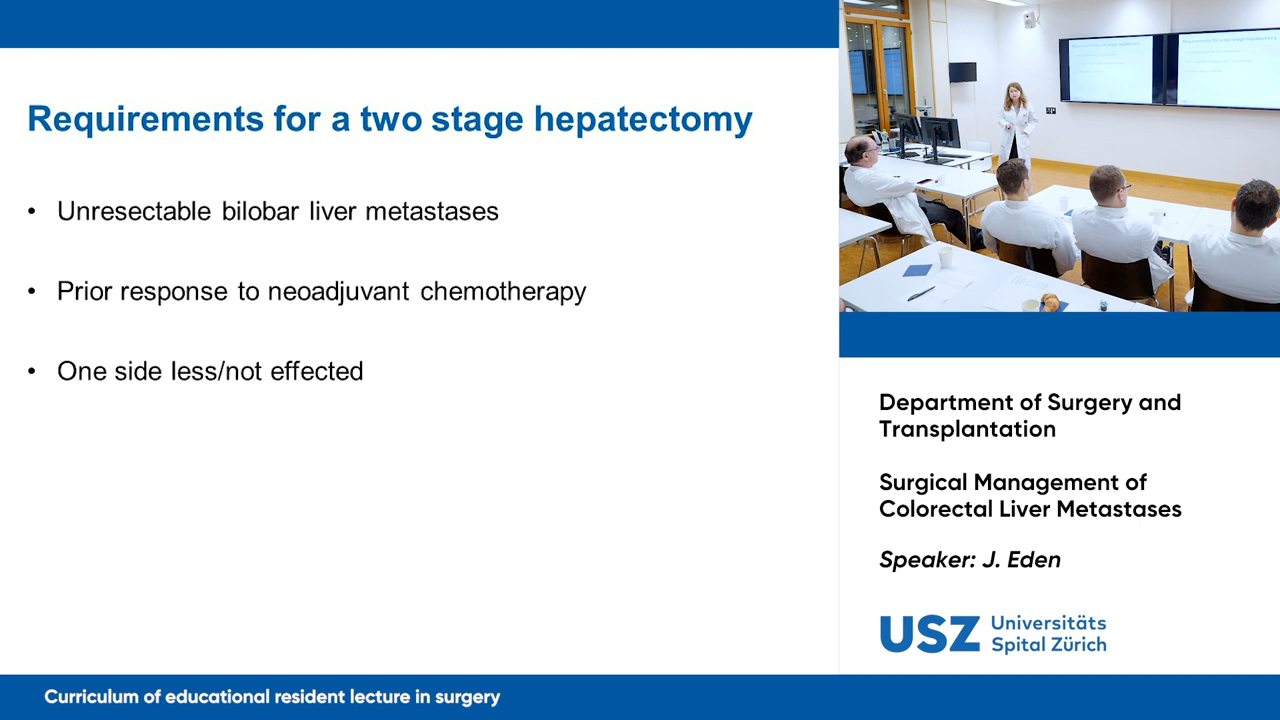 Requirements for a two stage hepatectomy
• Unresectable bilobar liver metastases
• Prior response to neoadjuvant chemotherapy
• One side less/not effected
Department of Surgery and
Transplantation
Surgical Management of
Colorectal Liver Metastases
Speaker: J. Eden
USZ Universitäts
Spital Zürich
Curriculum of educational resident lecture in surgery